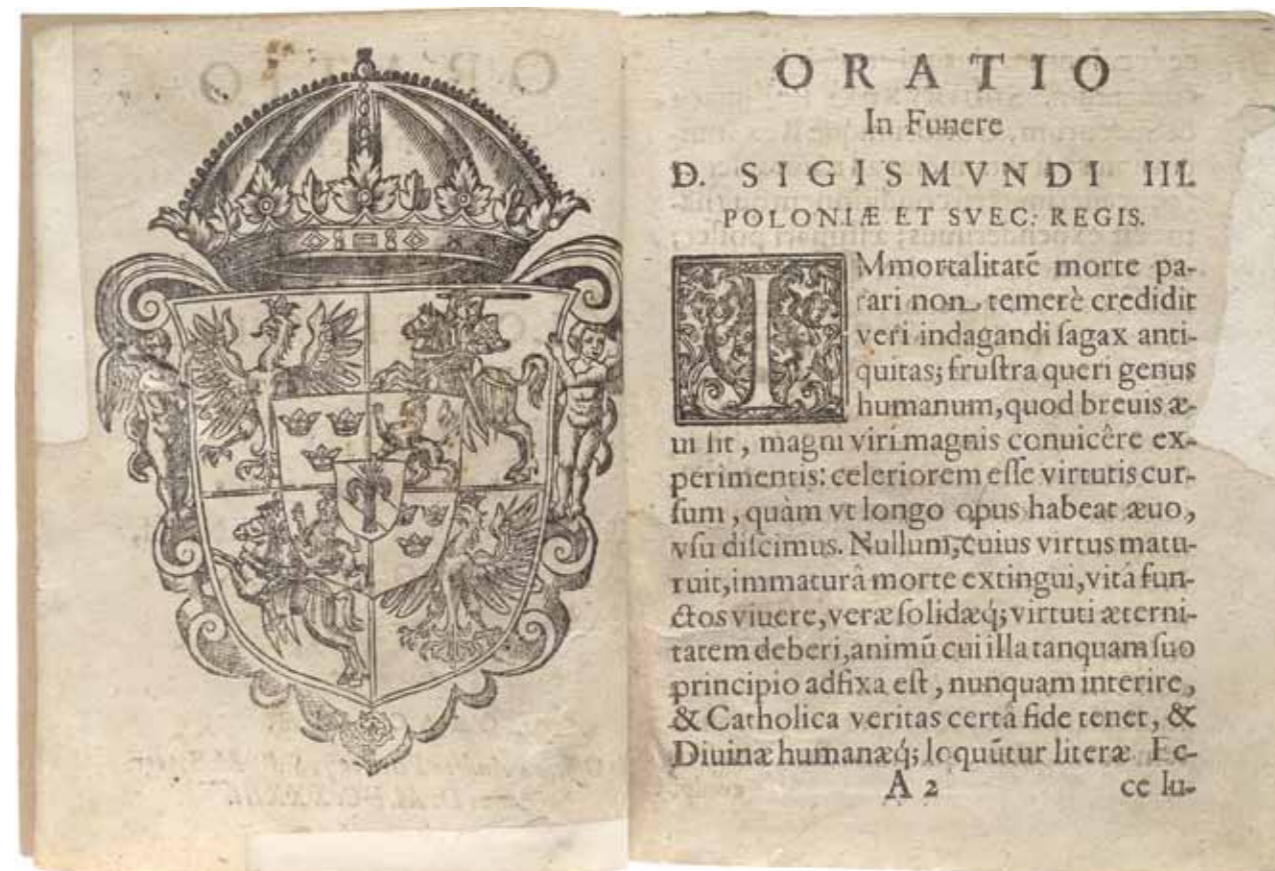 ORATIO
In Funere
D. SIGISMVNDI III.
POLONIÆ ET SVEC: REGIS.
IMmortalitatē morte pa-
rari non temerè credidit
veri indagandi ſagax anti-
quitas; fruſtra queri genus
humanum, quod breuis æ-
ui ſit, magni viri magnis conuicêre ex-
perimentis: celeriorem eſſe virtutis cur-
ſum, quàm vt longo opus habeat æuo,
vſu diſcimus. Nullum, cuius virtus matu-
ruit, immaturâ morte extingui, vitâ fun-
ctos viuere, veræ ſolidæq́; virtuti æterni-
tatem deberi, animū cui illa tanquam ſuo
principio adfixa eſt, nunquam interire,
& Catholica veritas certâ fide tenet, &
Diuinæ humanæq́; loquūtur literæ. Ec-
A 2 ce lu-